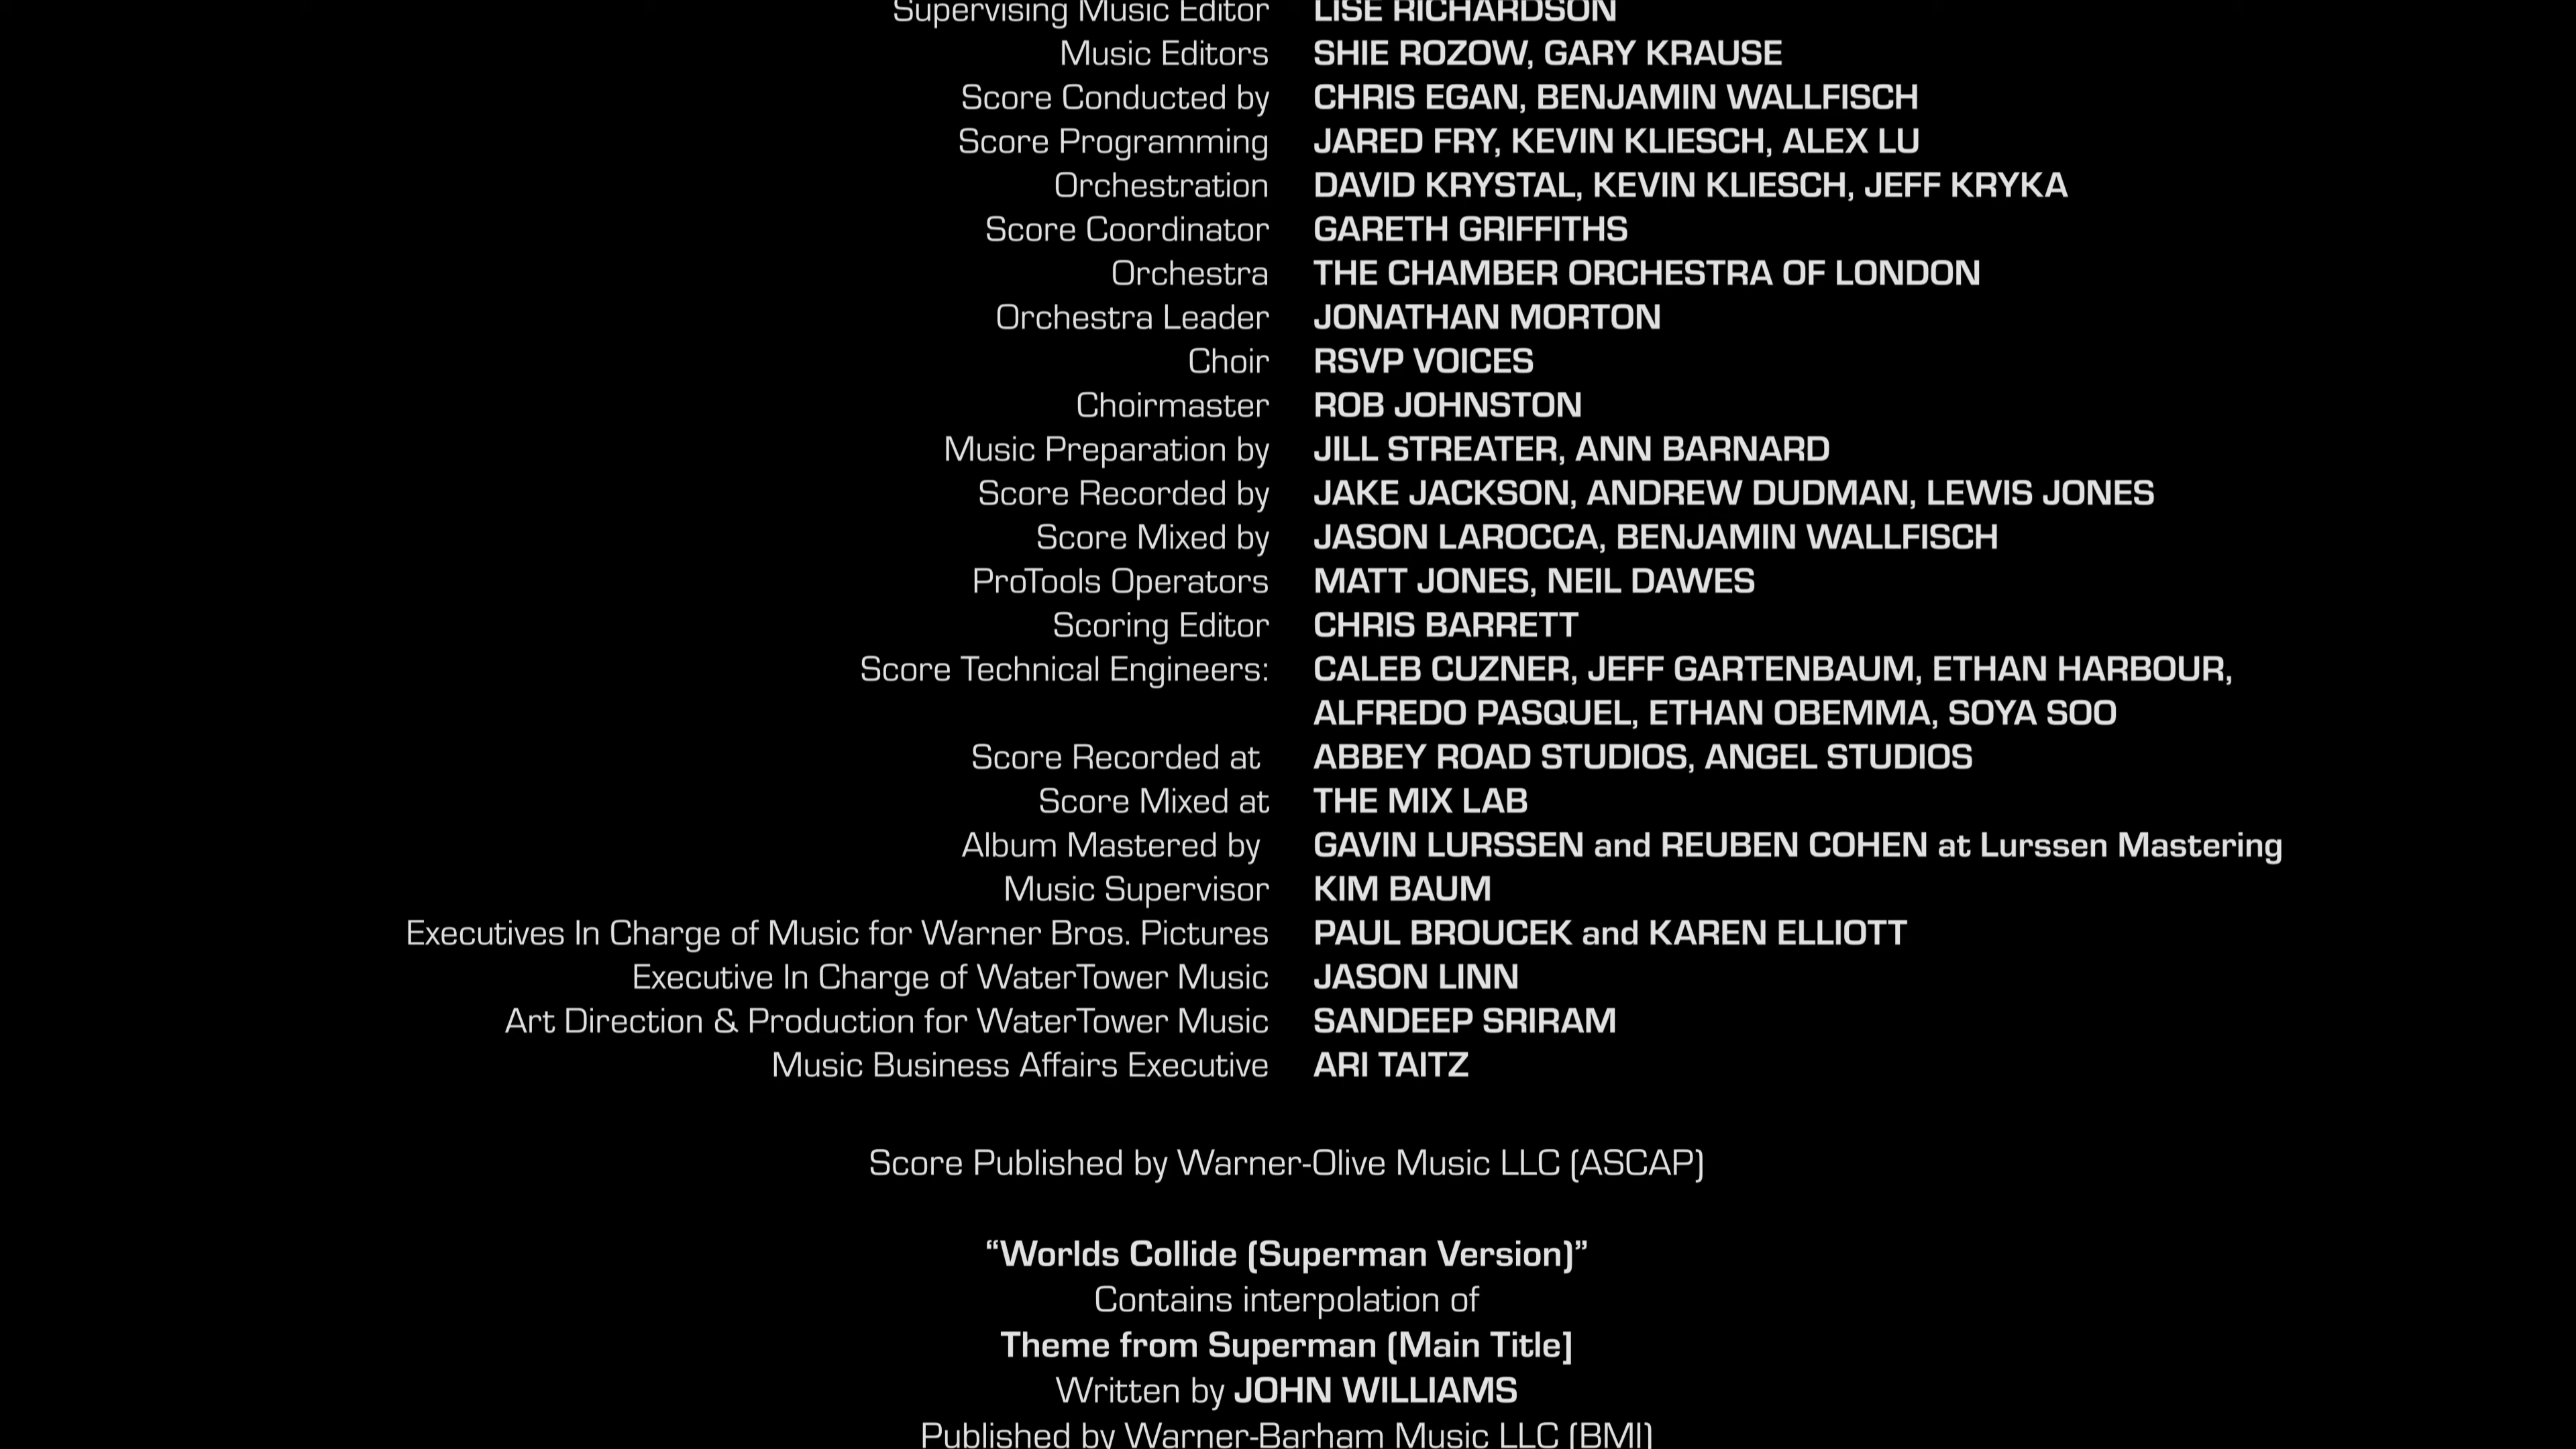 Supervising Music Editor LISE RICHARDSON
Music Editors SHIE ROZOW, GARY KRAUSE
Score Conducted by CHRIS EGAN, BENJAMIN WALLFISCH
Score Programming JARED FRY, KEVIN KLIESCH, ALEX LU
Orchestration DAVID KRYSTAL, KEVIN KLIESCH, JEFF KRYKA
Score Coordinator GARETH GRIFFITHS
Orchestra THE CHAMBER ORCHESTRA OF LONDON
Orchestra Leader JONATHAN MORTON
Choir RSVP VOICES
Choirmaster ROB JOHNSTON
Music Preparation by JILL STREATER, ANN BARNARD
Score Recorded by JAKE JACKSON, ANDREW DUDMAN, LEWIS JONES
Score Mixed by JASON LAROCCA, BENJAMIN WALLFISCH
ProTools Operators MATT JONES, NEIL DAWES
Scoring Editor CHRIS BARRETT
Score Technical Engineers: CALEB CUZNER, JEFF GARTENBAUM, ETHAN HARBOUR,
ALFREDO PASQUEL, ETHAN OBEMMA, SOYA SOO
Score Recorded at ABBEY ROAD STUDIOS, ANGEL STUDIOS
Score Mixed at THE MIX LAB
Album Mastered by GAVIN LURSSEN and REUBEN COHEN at Lurssen Mastering
Music Supervisor KIM BAUM
Executives In Charge of Music for Warner Bros. Pictures PAUL BROUCEK and KAREN ELLIOTT
Executive In Charge of WaterTower Music JASON LINN
Art Direction & Production for WaterTower Music SANDEEP SRIRAM
Music Business Affairs Executive ARI TAITZ
Score Published by Warner-Olive Music LLC (ASCAP)
“Worlds Collide (Superman Version)”
Contains interpolation of
Theme from Superman (Main Title]
Written by JOHN WILLIAMS
Published by Warner-Barham Music LLC (BMI)